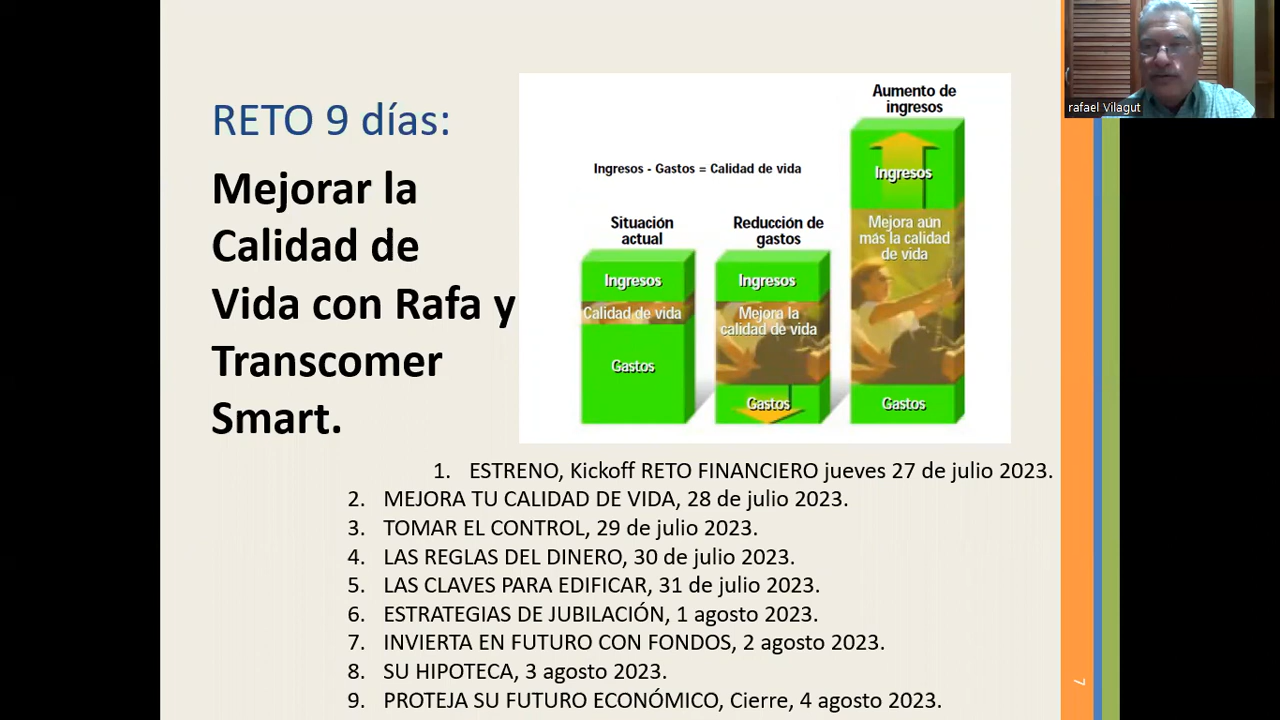 RETO 9 días:
Mejorar la
Calidad de
Vida con Rafa y
Transcomer
Smart.
Ingresos - Gastos = Calidad de vida
Situación
actual
Ingresos
Calidad de vida
Gastos
Reducción de
gastos
Ingresos
Mejora la
calidad de vida
Gastos
Aumento de
ingresos
Ingresos
Mejora aún
más la calidad
de vida
Gastos
1. ESTRENO, Kickoff RETO FINANCIERO jueves 27 de julio 2023.
2. MEJORA TU CALIDAD DE VIDA, 28 de julio 2023.
3. TOMAR EL CONTROL, 29 de julio 2023.
4. LAS REGLAS DEL DINERO, 30 de julio 2023.
5. LAS CLAVES PARA EDIFICAR, 31 de julio 2023.
6. ESTRATEGIAS DE JUBILACIÓN, 1 agosto 2023.
7. INVIERTA EN FUTURO CON FONDOS, 2 agosto 2023.
8. SU HIPOTECA, 3 agosto 2023.
9. PROTEJA SU FUTURO ECONÓMICO, Cierre, 4 agosto 2023.
7
rafael Vilagut